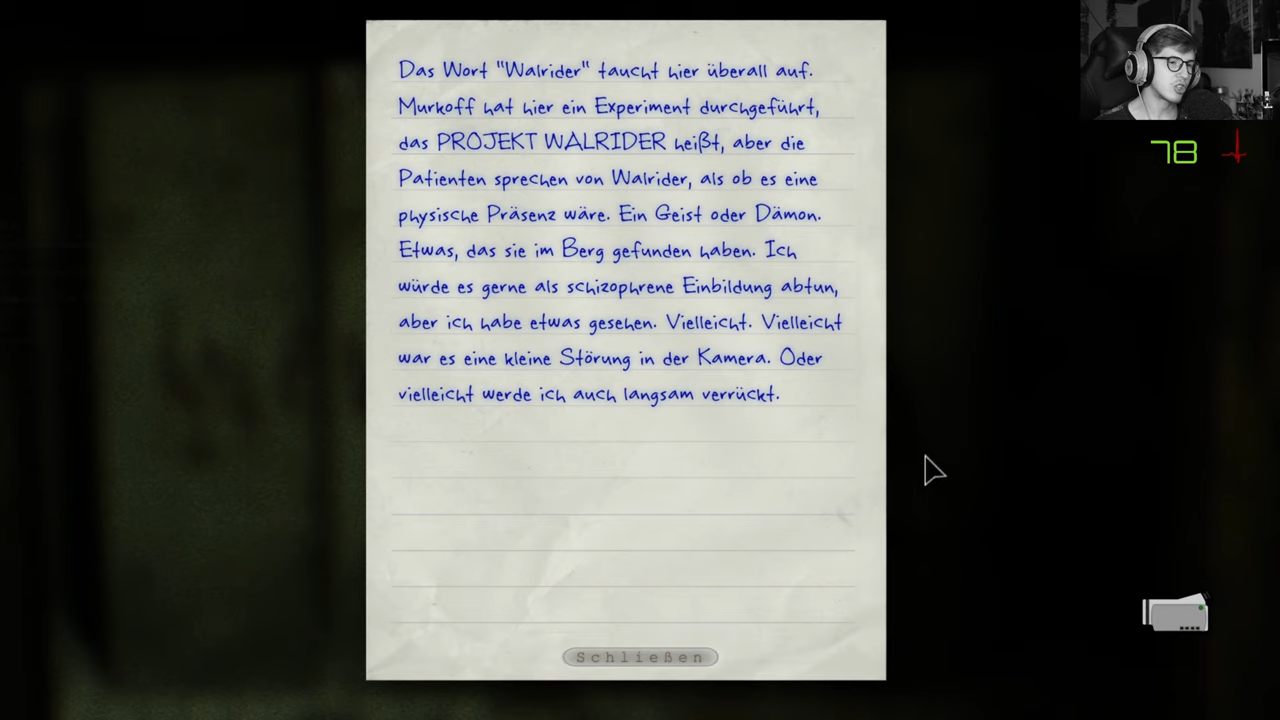 Das Wort "Walrider" taucht hier überall auf.
Murkoff hat hier ein Experiment durchgeführt,
das PROJEKT WALRIDER heißt, aber die
Patienten sprechen von Walrider, als ob es eine
physische Präsenz wäre. Ein Geist oder Dämon.
Etwas, das sie im Berg gefunden haben. Ich
würde es gerne als schizophrene Einbildung abtun,
aber ich habe etwas gesehen. Vielleicht. Vielleicht
war es eine kleine Störung in der Kamera. Oder
vielleicht werde ich auch langsam verrückt.
Schließen
78